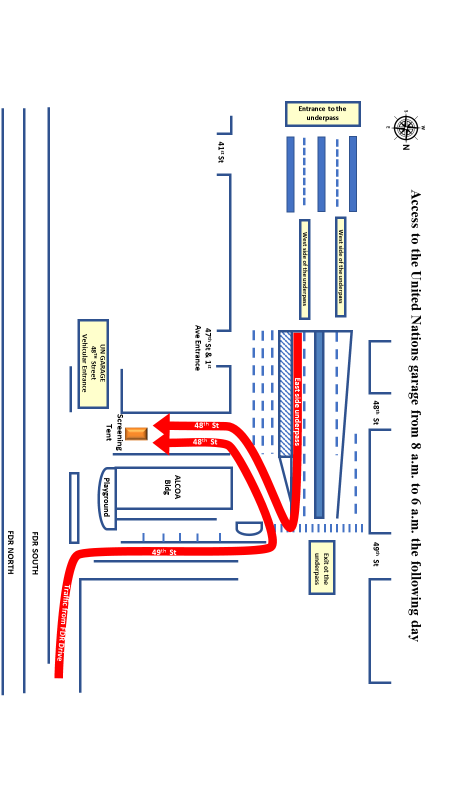 Access to the United Nations garage from 8 a.m. to 6 a.m. the following day
N
Entrance to the
underpass
West side of the underpass
West side of the underpass
East side underpass
Exit ot the
underpass
48th St
49th St
41st St
47th St & 1st
Ave Entrance
48th St
48th St
49th St
Screening
Tent
UN GARAGE
48th Street
Vehicular Entrance
ALCOA
Bldg
Playground
Traffic from FDR Drive
FDR SOUTH
FDR NORTH